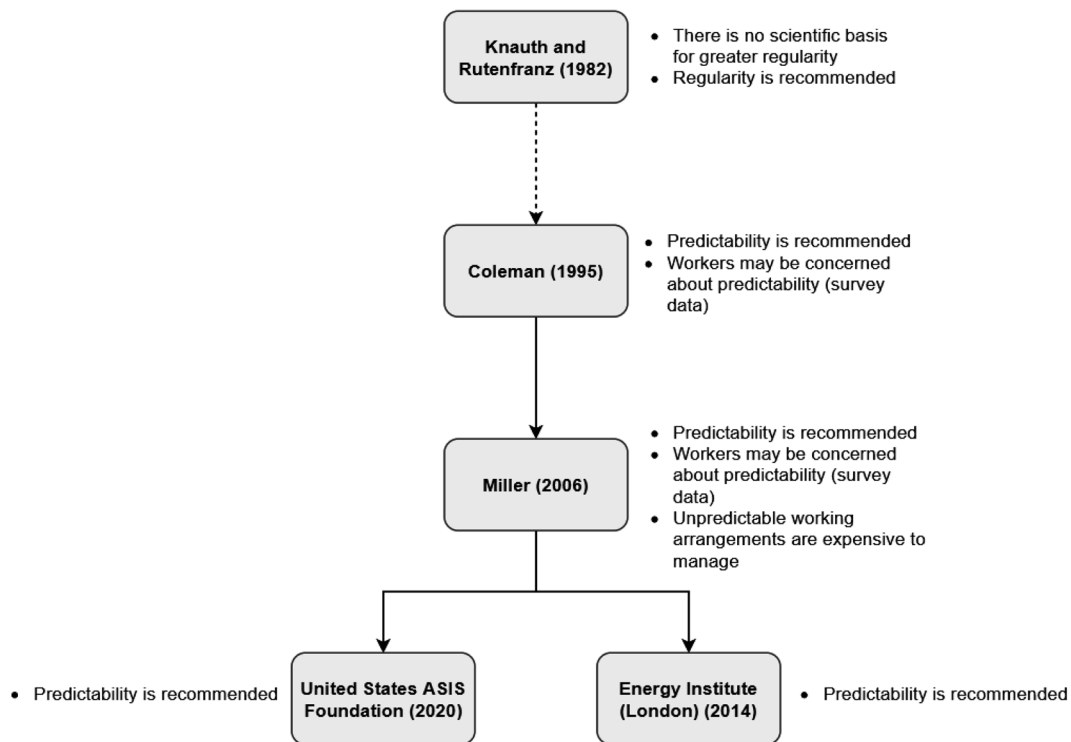 Knauth and
Rutenfranz (1982)
• There is no scientific basis
for greater regularity
• Regularity is recommended
Coleman (1995)
• Predictability is recommended
• Workers may be concerned
about predictability (survey
data)
Miller (2006)
• Predictability is recommended
• Workers may be concerned
about predictability (survey
data)
• Unpredictable working
arrangements are expensive to
manage
• Predictability is recommended
United States ASIS
Foundation (2020)
Energy Institute
(London) (2014)
• Predictability is recommended